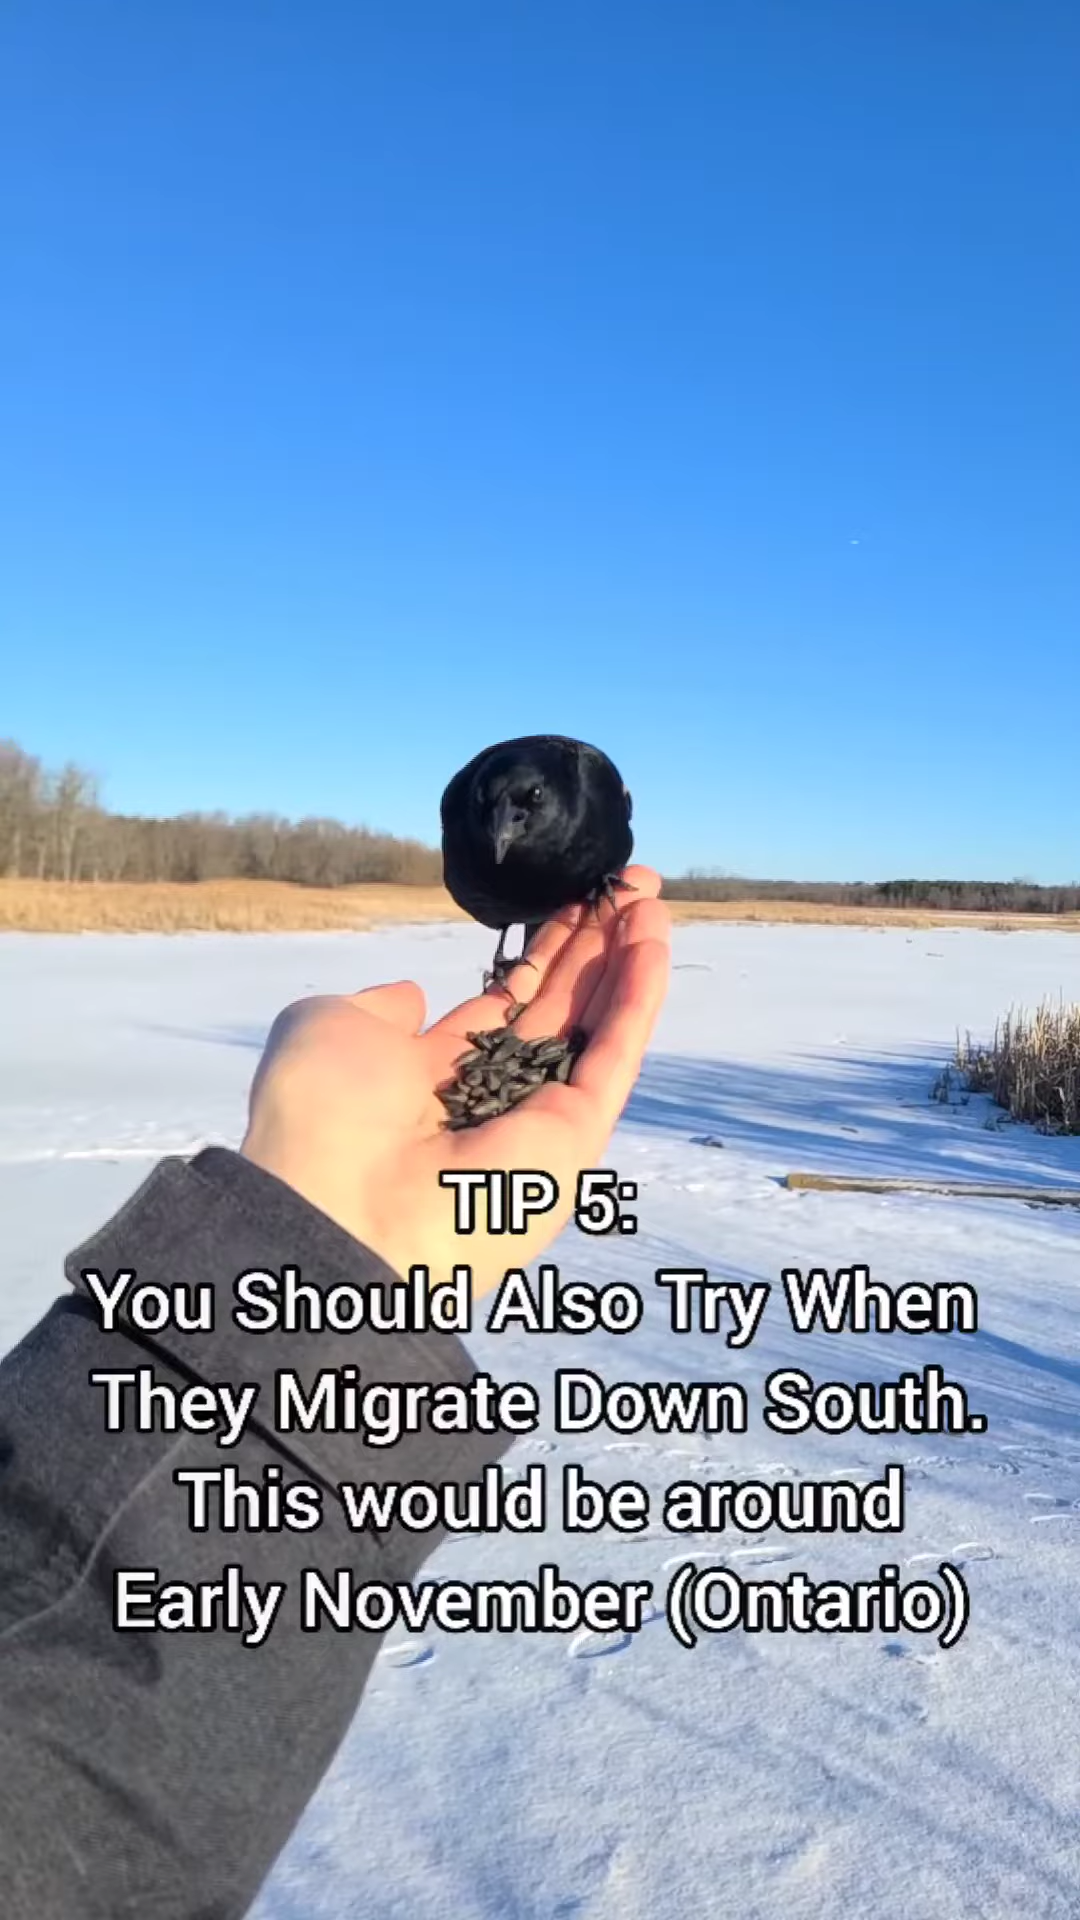 TIP 5:
You Should Also Try When
They Migrate Down South.
This would be around
Early November (Ontario)